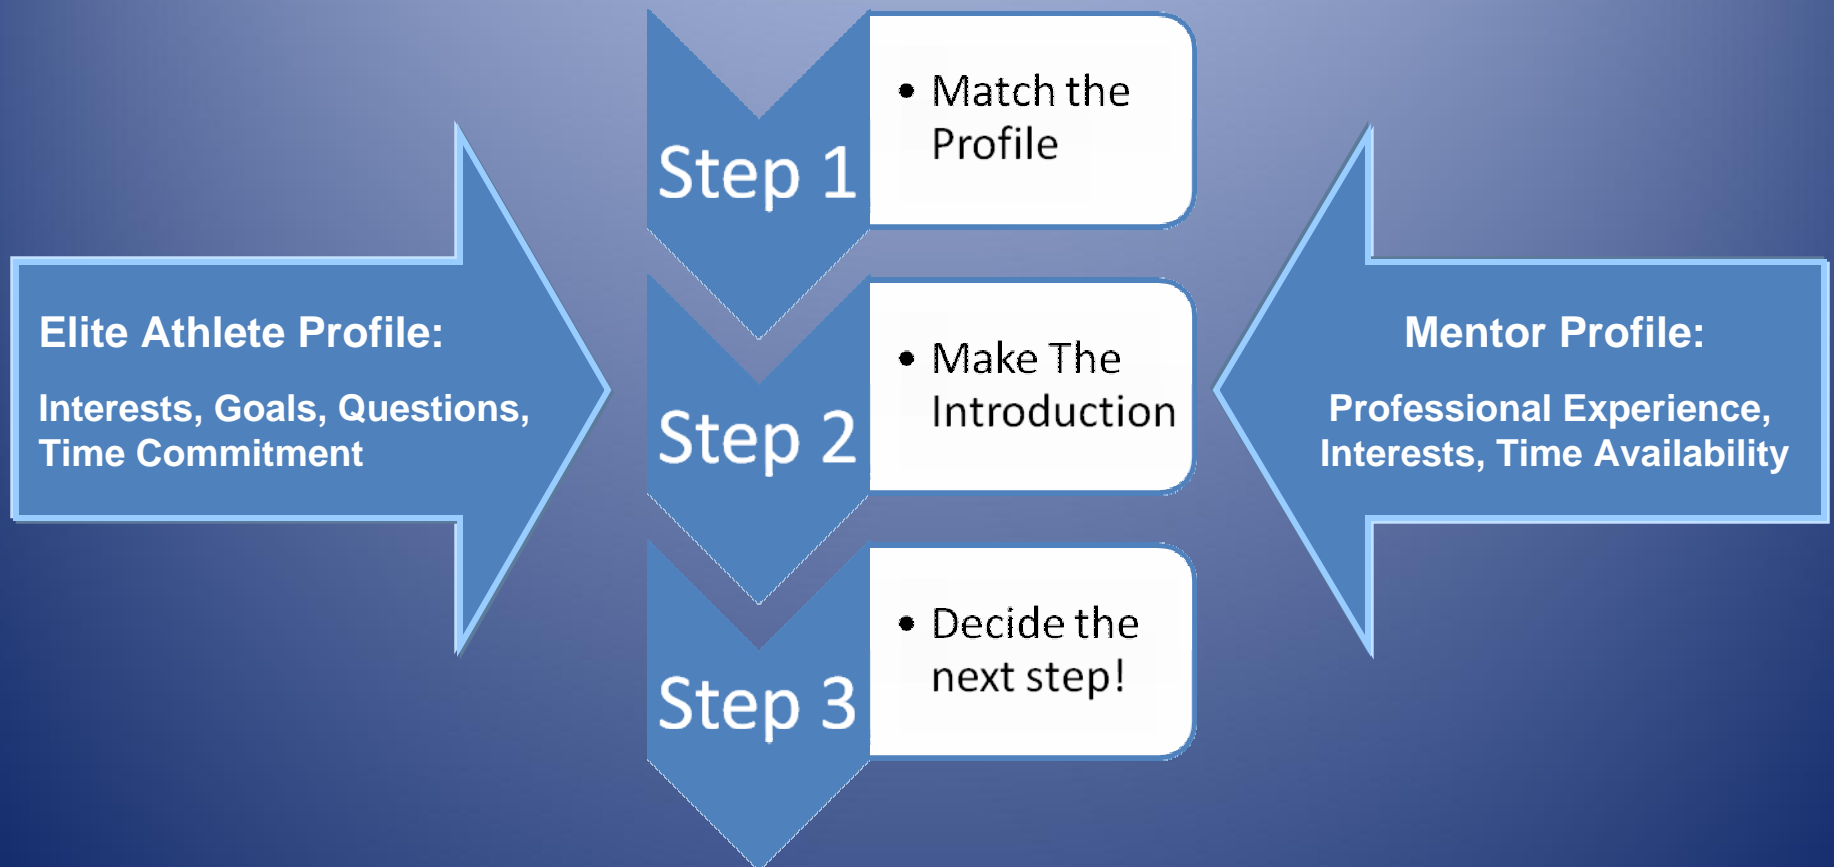 Elite Athlete Profile:
Interests, Goals, Questions,
Time Commitment
Step 1
• Match the
Profile
Step 2
• Make The
Introduction
Step 3
• Decide the
next step!
Mentor Profile:
Professional Experience,
Interests, Time Availability